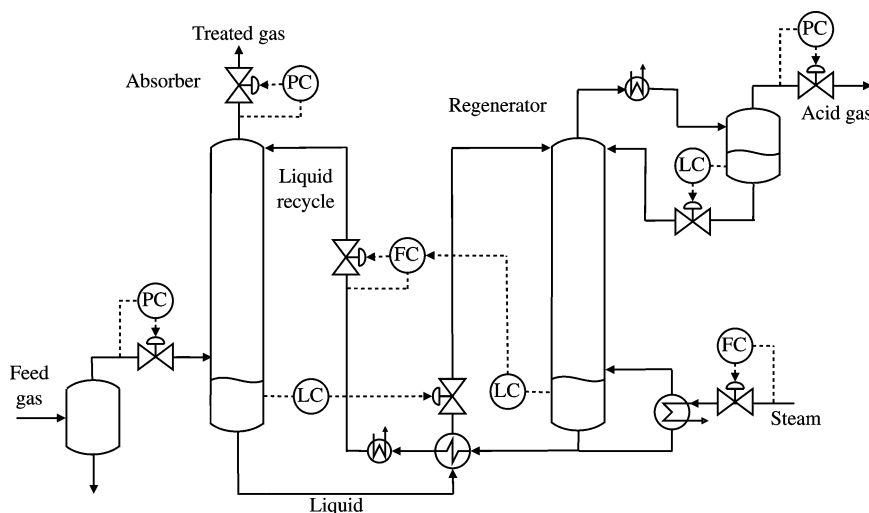 Treated gas
PC
Absorber
PC
Regenerator
Acid gas
LC
Liquid
recycle
FC
PC
FC
Feed
gas
LC
LC
Steam
Liquid